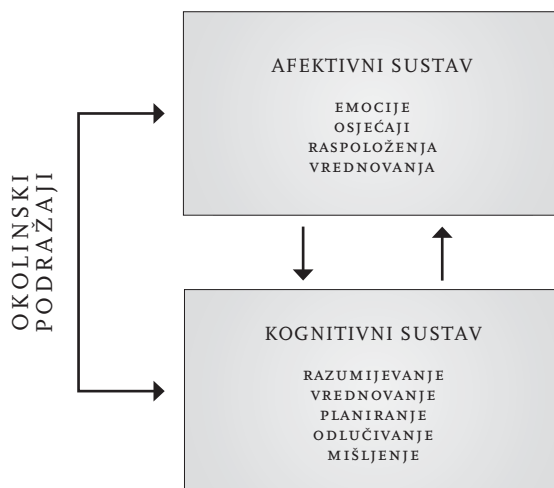 AFEKTIVNI SUSTAV
EMOCIJE
OSJEĆAJI
RASPOLOŽENJA
VREDNOVANJA
OKOLINSKI
PODRAŽAJI
KOGNITIVNI SUSTAV
RAZUMIJEVANJE
VREDNOVANJE
PLANIRANJE
ODLUČIVANJE
MIŠLJENJE